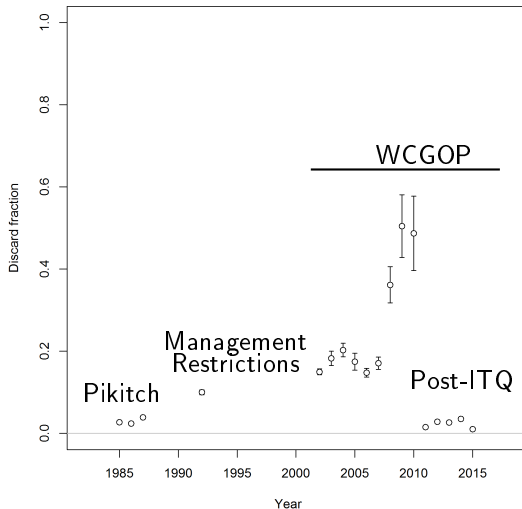 1.0
0.8
0.6
0.4
0.2
0.0
Discard fraction
WCGOP
Management
Restrictions
Pikitch
Post-ITQ
1985 1990 1995 2000 2005 2010 2015
Year